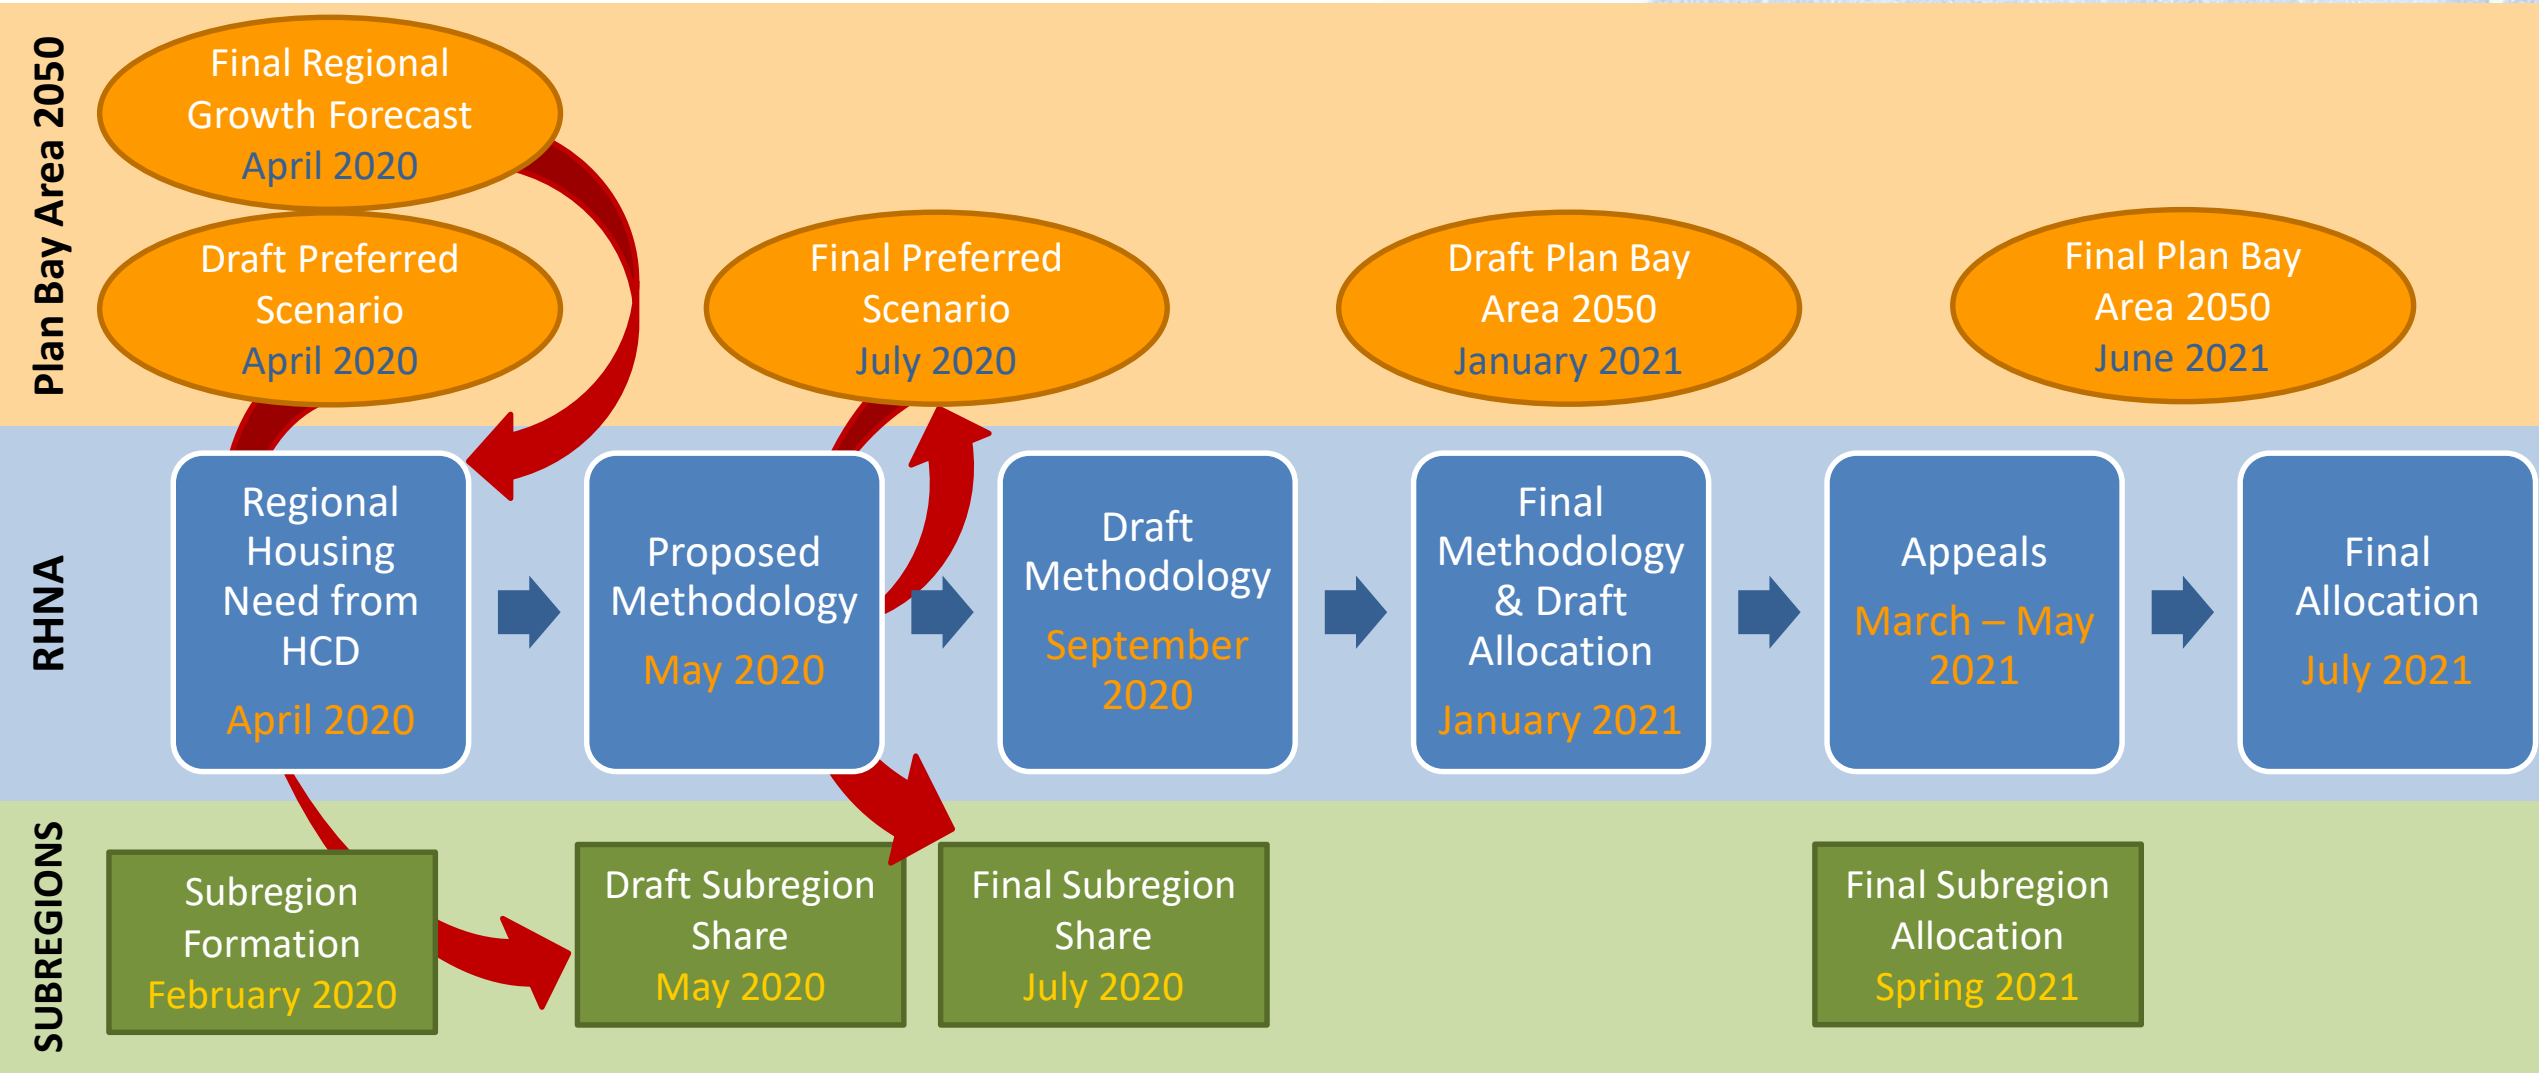 Plan Bay Area 2050
Final Regional
Growth Forecast
April 2020
Draft Preferred
Scenario
April 2020
Final Preferred
Scenario
July 2020
Draft Plan Bay
Area 2050
January 2021
Final Plan Bay
Area 2050
June 2021
RHNA
Regional
Housing
Need from
HCD
April 2020
Proposed
Methodology
May 2020
Draft
Methodology
September
2020
Final
Methodology
& Draft
Allocation
January 2021
Appeals
March – May
2021
Final
Allocation
July 2021
SUBREGIONS
Subregion
Formation
February 2020
Draft Subregion
Share
May 2020
Final Subregion
Share
July 2020
Final Subregion
Allocation
Spring 2021